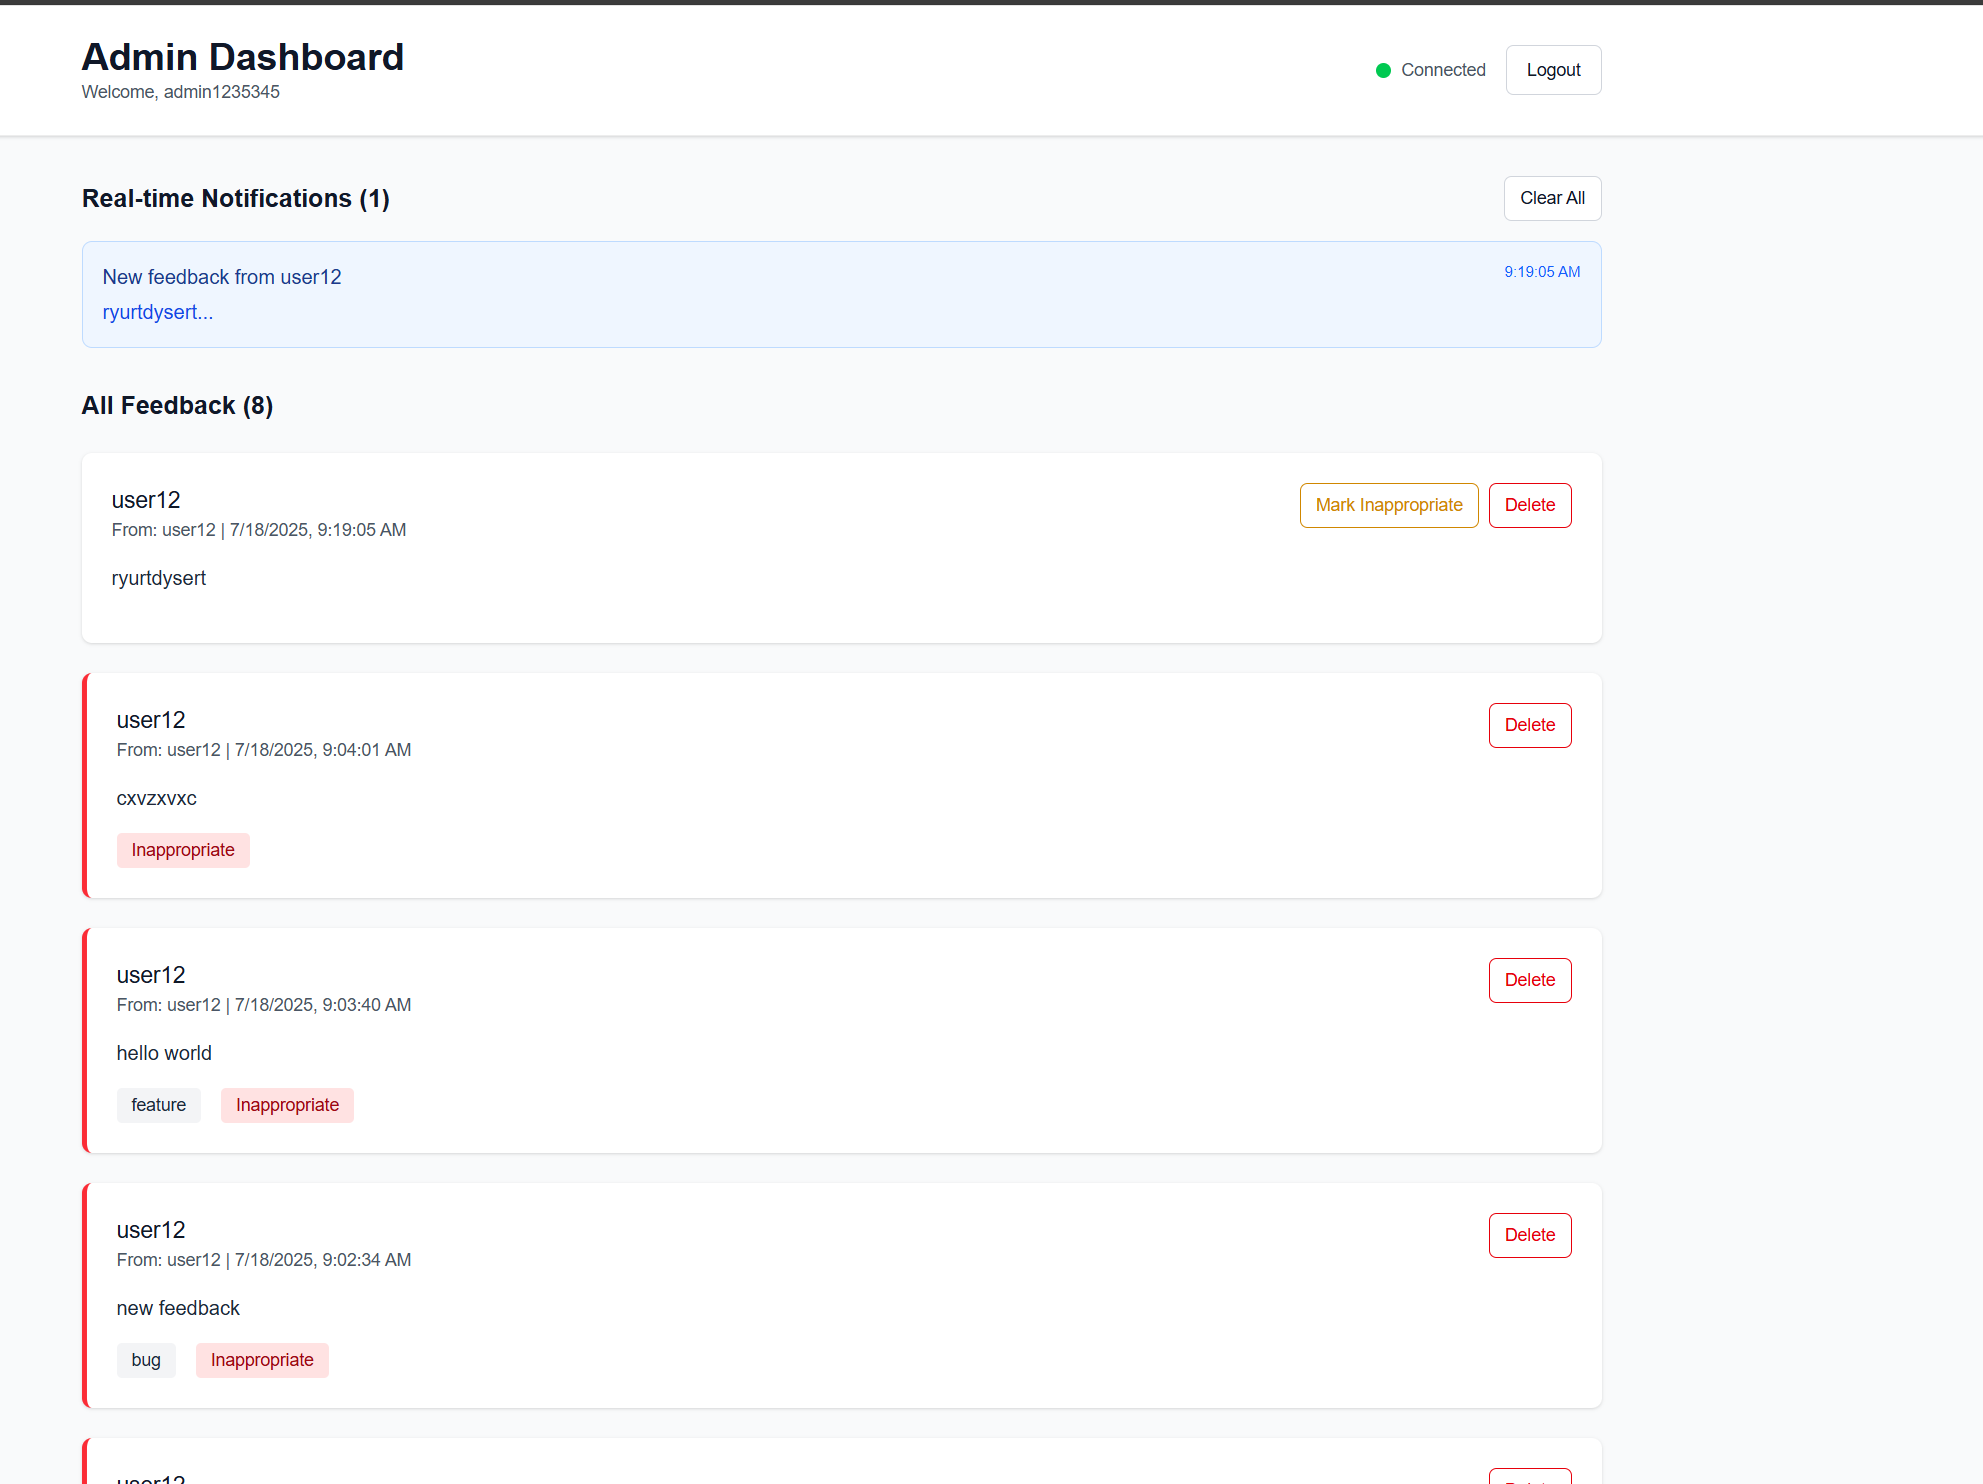 Admin Dashboard
Welcome, admin1235345
Connected
Logout
Real-time Notifications (1)
Clear All
New feedback from user12
9:19:05 AM
ryurtdysert...
All Feedback (8)
user12
Mark Inappropriate
Delete
From: user12 | 7/18/2025, 9:19:05 AM
ryurtdysert
user12
Delete
From: user12 | 7/18/2025, 9:04:01 AM
cxvzxvxc
Inappropriate
user12
Delete
From: user12 | 7/18/2025, 9:03:40 AM
hello world
feature Inappropriate
user12
Delete
From: user12 | 7/18/2025, 9:02:34 AM
new feedback
bug Inappropriate
user12